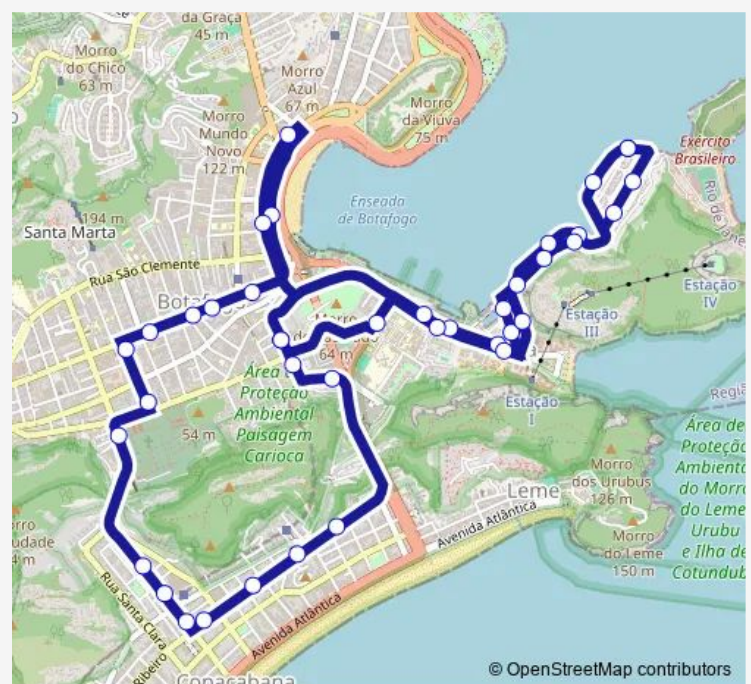 da Graça
45 m
Morro
do Chico
63 m
Morro
Azul
67 m
Morro
da Viúva
75 m
Morro
Mundo
Novo
122 m
Exército
Brasileiro
Enseada
de Botafogo
194 m
Santa Marta
Rua São Clemente
Estação
IV
Estação
III
64 m
Área
Proteção
Ambiental
Paisagem
Carioca
Estação
I
54 m
Área de
Proteção
Ambienta
do Morro
do Leme
Urubu
e Ilha de
Cotundub
Morro
dos Urubus
126 m
Leme
Avenida Atlântica
Morro
do Leme
150 m
Rua Santa Clara
Avenida Atlântica
Ribeiro
Copacabana
© OpenStreetMap contributors